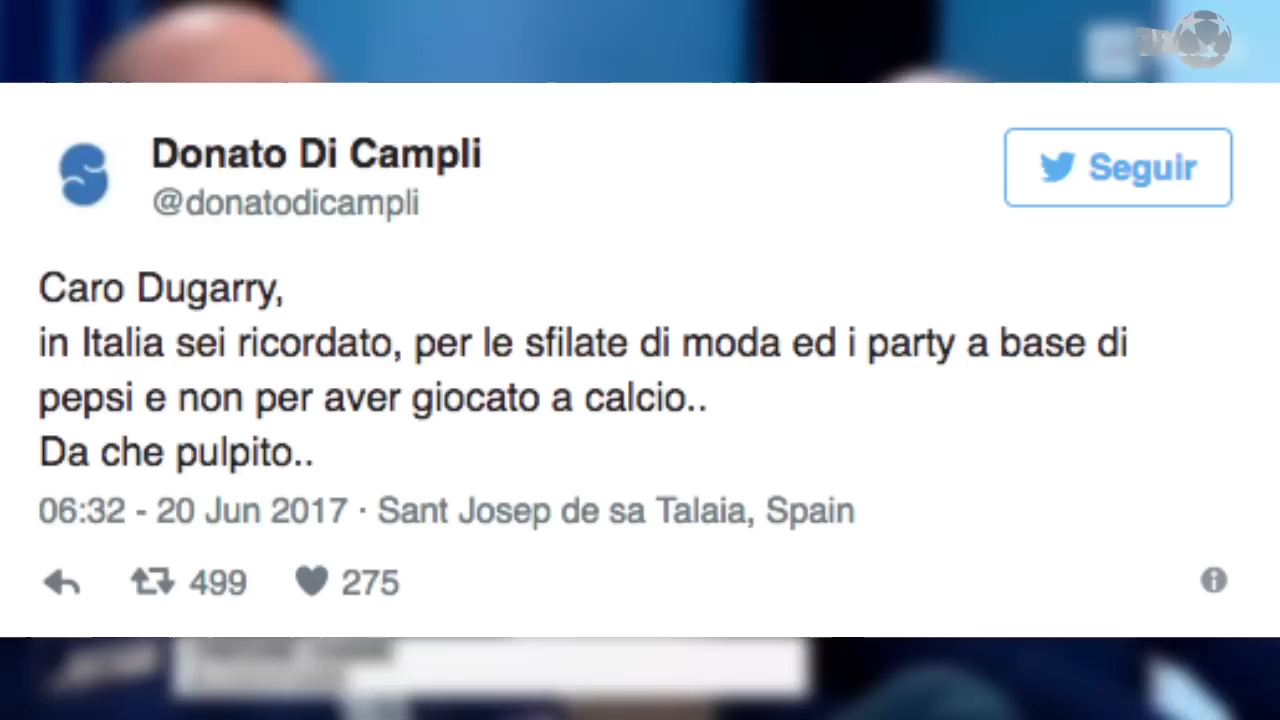 Donato Di Campli
@donatodicampli
Seguir
Caro Dugarry,
in Italia sei ricordato, per le sfilate di moda ed i party a base di
pepsi e non per aver giocato a calcio..
Da che pulpito..
06:32 - 20 Jun 2017 · Sant Josep de sa Talaia, Spain
499 275